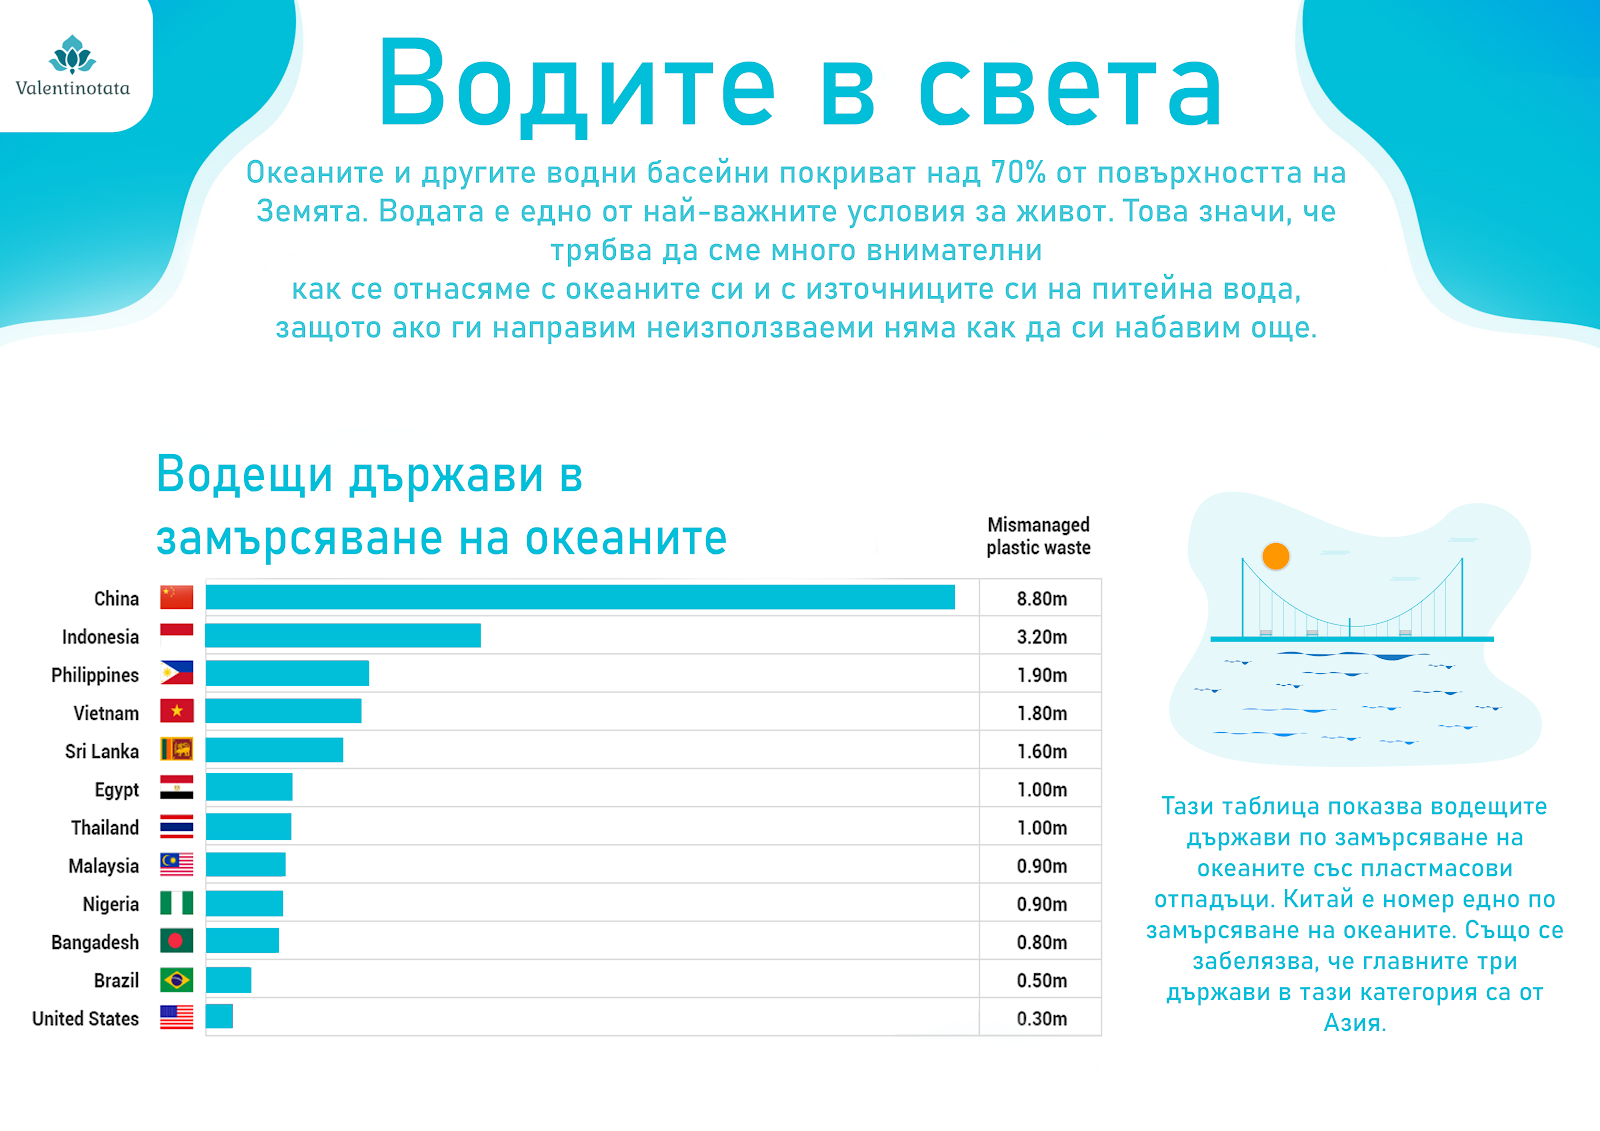 Valentinotata
Водите в света
Океаните и другите водни басейни покриват над 70% от повърхността на
Земята. Водата е едно от най-важните условия за живот. Това значи, че
трябва да сме много внимателни
как се отнасяме с океаните си и с източниците си на питейна вода,
защото ако ги направим неизползваеми няма как да си набавим още.
Водещи държави в
замърсяване на океаните
Mismanaged
plastic waste
China 8.80m
Indonesia 3.20m
Philippines 1.90m
Vietnam 1.80m
Sri Lanka 1.60m
Egypt 1.00m
Thailand 1.00m
Malaysia 0.90m
Nigeria 0.90m
Bangadesh 0.80m
Brazil 0.50m
United States 0.30m
Тази таблица показва водещите
държави по замърсяване на
океаните със пластмасови
отпадъци. Китай е номер едно по
замърсяване на океаните. Също се
забелязва, че главните три
държави в тази категория са от
Азия.